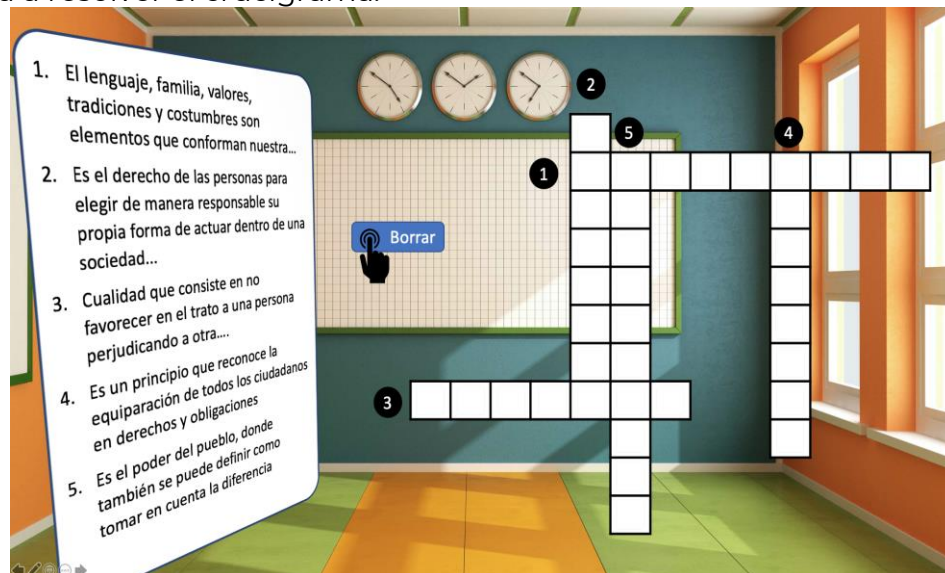 a a resolver el crucigrama.
1. El lenguaje, familia, valores,
tradiciones y costumbres son
elementos que conforman nuestra...
2. Es el derecho de las personas para
elegir de manera responsable su
propia forma de actuar dentro de una
sociedad...
3. Cualidad que consiste en no
favorecer en el trato a una persona
perjudicando a otra....
4. Es un principio que reconoce la
equiparación de todos los ciudadanos
en derechos y obligaciones
5. Es el poder del pueblo, donde
también se puede definir como
tomar en cuenta la diferencia
Borrar
2
5
4
1
3